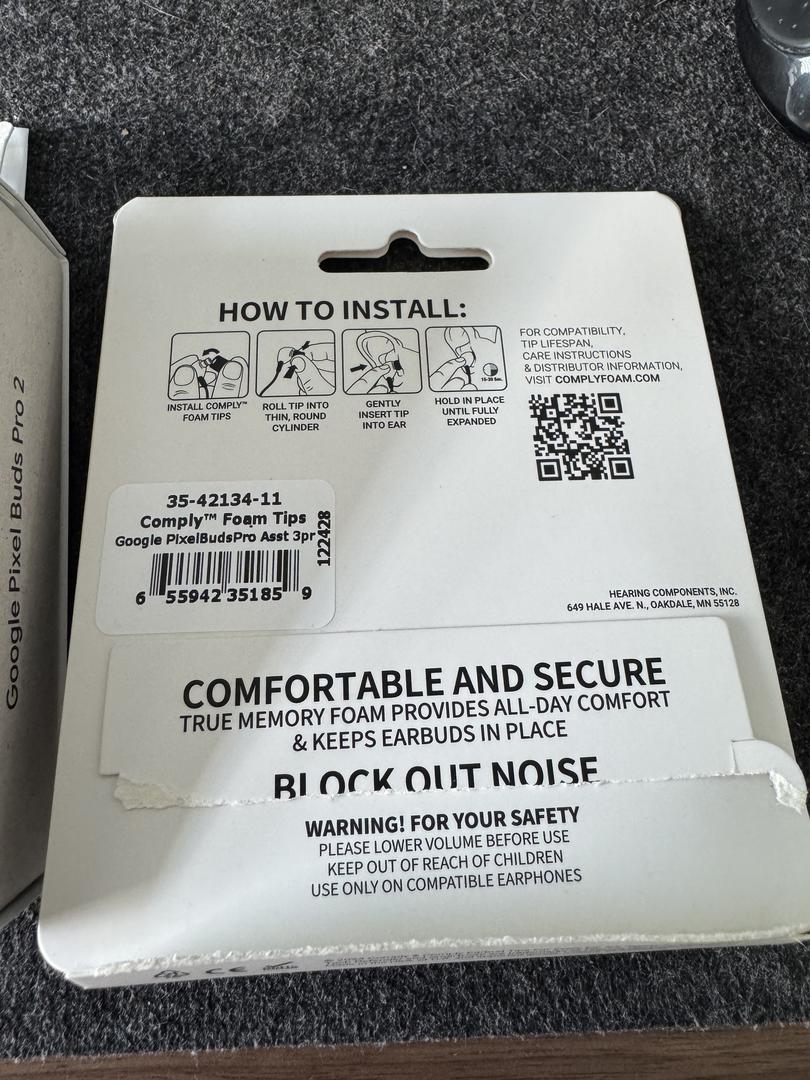 HOW TO INSTALL:
INSTALL COMPLY™
FOAM TIPS
ROLL TIP INTO
THIN, ROUND
CYLINDER
GENTLY
INSERT TIP
INTO EAR
15-30 Sec.
HOLD IN PLACE
UNTIL FULLY
EXPANDED
FOR COMPATIBILITY,
TIP LIFESPAN,
CARE INSTRUCTIONS
& DISTRIBUTOR INFORMATION,
VISIT COMPLYFOAM.COM
35-42134-11
Comply™ Foam Tips
Google PixelBudsPro Asst 3pr
122428
6 55942 35185 9
HEARING COMPONENTS, INC.
649 HALE AVE. N., OAKDALE, MN 55128
COMFORTABLE AND SECURE
TRUE MEMORY FOAM PROVIDES ALL-DAY COMFORT
& KEEPS EARBUDS IN PLACE
BLOCK OUT NOISE
WARNING! FOR YOUR SAFETY
PLEASE LOWER VOLUME BEFORE USE
KEEP OUT OF REACH OF CHILDREN
USE ONLY ON COMPATIBLE EARPHONES
CE
Google Pixel Buds Pro 2